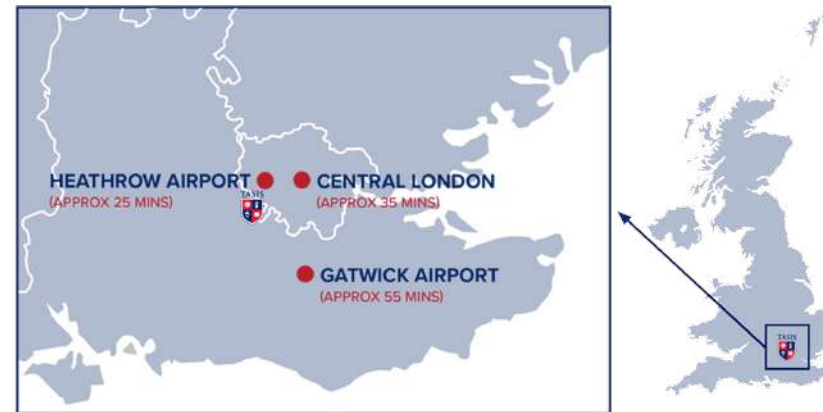 HEATHROW AIRPORT
(APPROX 25 MINS)
TASIS
CENTRAL LONDON
(APPROX 35 MINS)
GATWICK AIRPORT
(APPROX 55 MINS)
TASIS